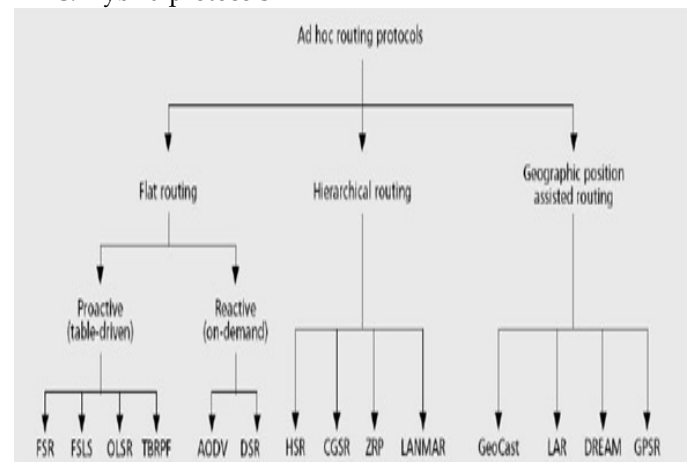 Ad hoc routing protocols
Flat routing
Hierarchical routing
Geographic position
assisted routing
Proactive
(table-driven)
Reactive
(on-demand)
FSR FSLS OLSR TBRPF AODV DSR HSR CGSR ZRP LANMAR GeoCast LAR DREAM GPSR